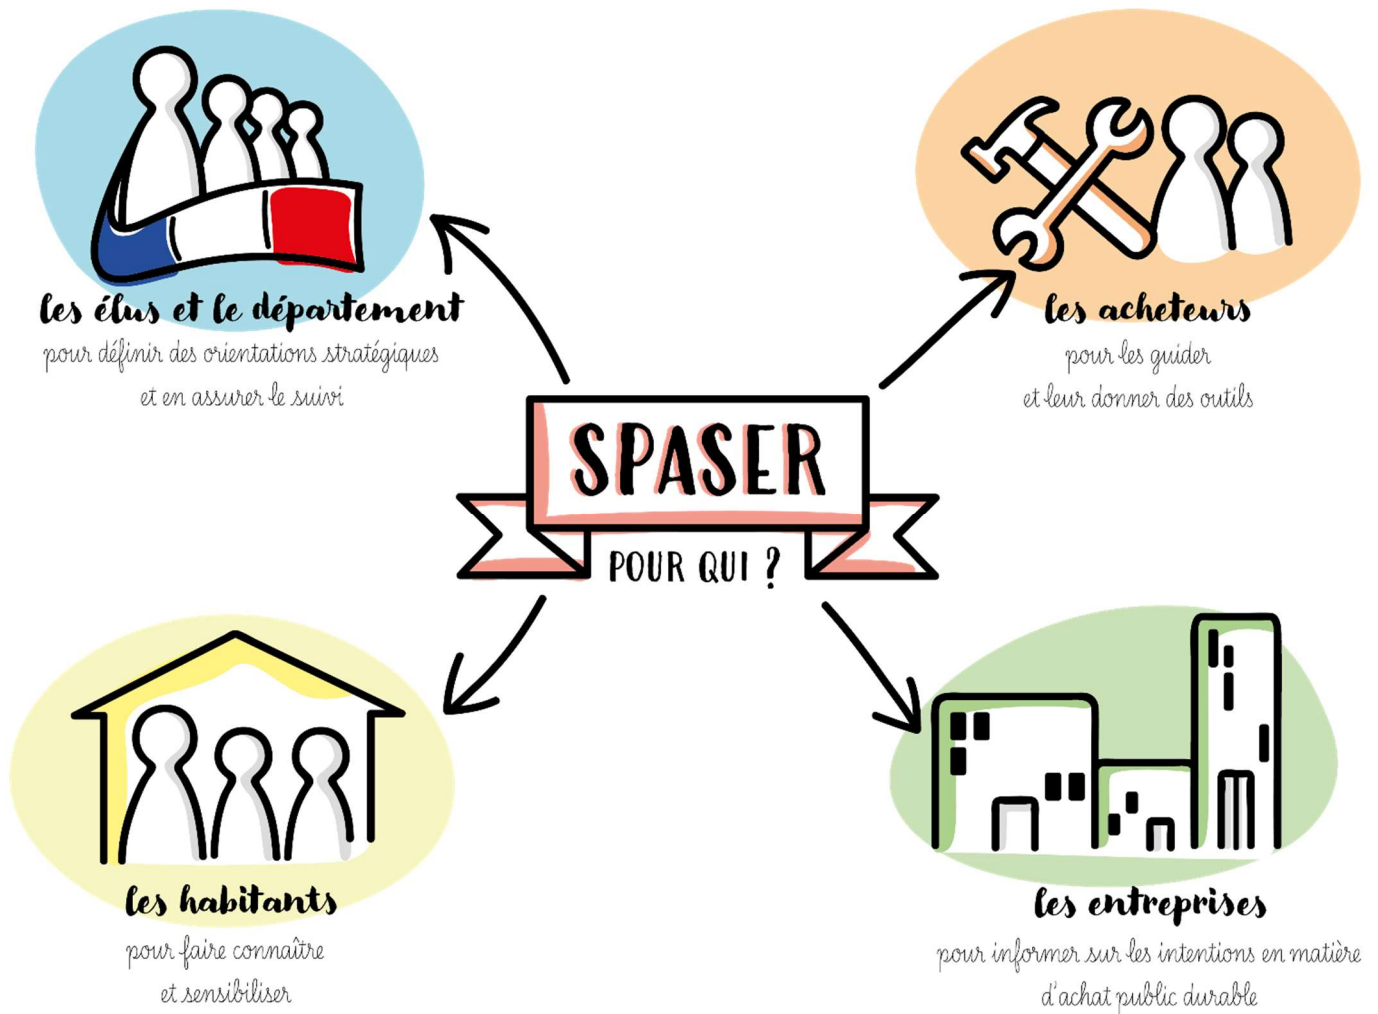 les élus et le département
pour définir des orientations stratégiques
et en assurer le suivi
les acheteurs
pour les guider
et leur donner des outils
SPASER
POUR QUI ?
les habitants
pour faire connaître
et sensibiliser
les entreprises
pour informer sur les intentions en matière
d'achat public durable